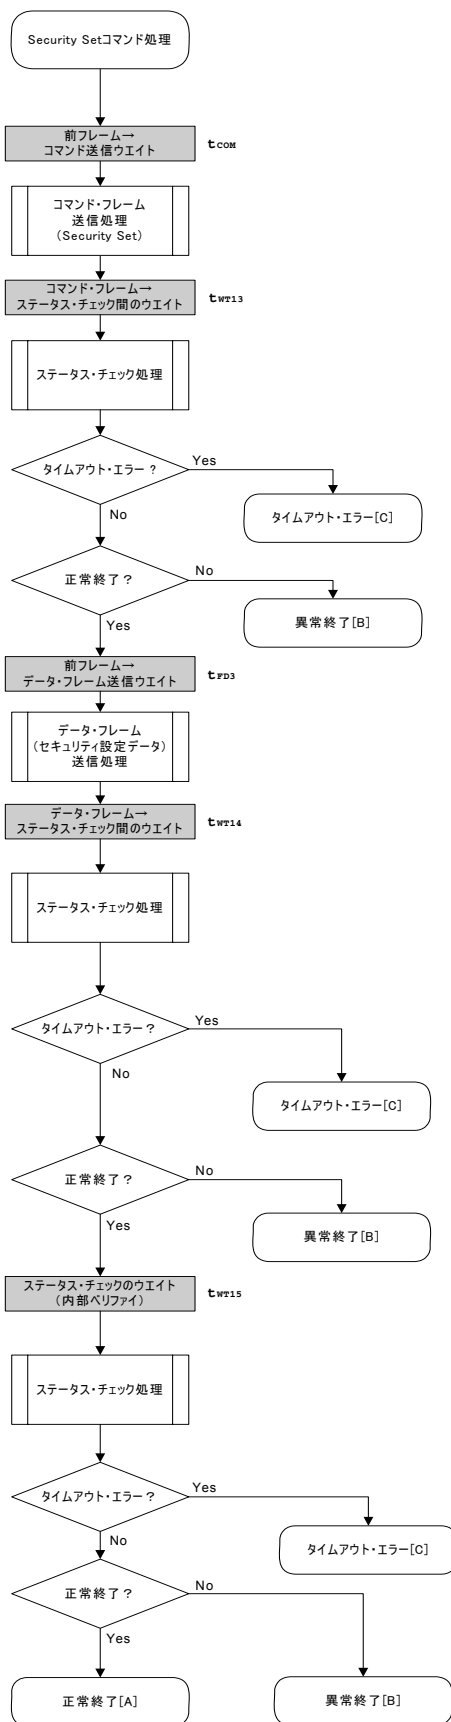 Security Setコマンド処理
前フレーム→
コマンド送信ウエイト
tCOM
コマンド・フレーム
送信処理
（Security Set）
コマンド・フレーム→
ステータス・チェック間のウエイト
tWT13
ステータス・チェック処理
タイムアウト・エラー？
Yes
タイムアウト・エラー[C]
No
正常終了？
No
異常終了[B]
Yes
前フレーム→
データ・フレーム送信ウエイト
tFD3
データ・フレーム
（セキュリティ設定データ）
送信処理
データ・フレーム→
ステータス・チェック間のウエイト
tWT14
ステータス・チェック処理
タイムアウト・エラー？
Yes
タイムアウト・エラー[C]
No
正常終了？
No
異常終了[B]
Yes
ステータス・チェックのウエイト
（内部ベリファイ）
tWT15
ステータス・チェック処理
タイムアウト・エラー？
Yes
タイムアウト・エラー[C]
No
正常終了？
No
Yes
正常終了[A]
異常終了[B]